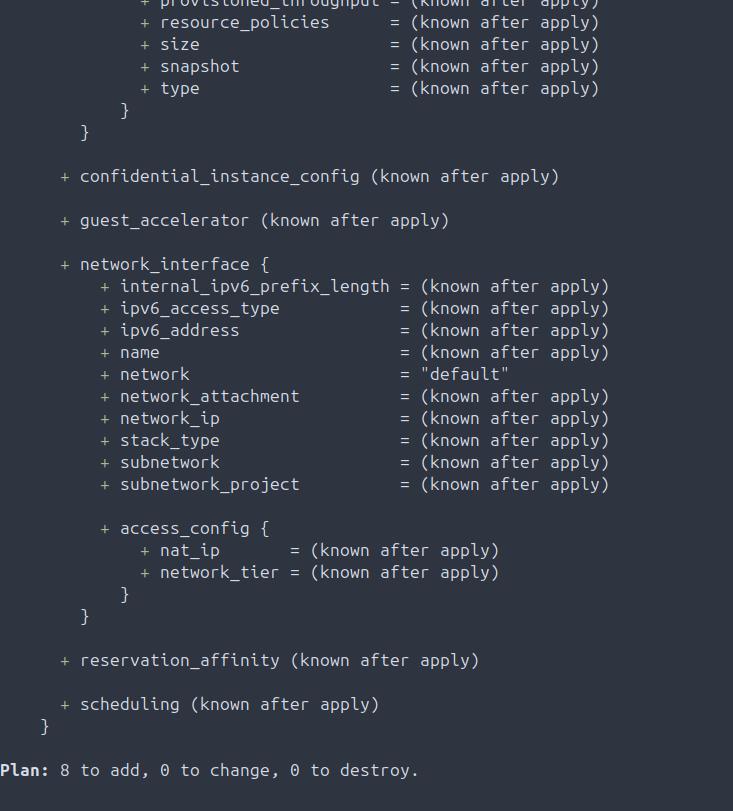 + provisioned_throughput = (known after apply)
+ resource_policies      = (known after apply)
+ size                   = (known after apply)
+ snapshot               = (known after apply)
+ type                   = (known after apply)
}
}
+ confidential_instance_config (known after apply)
+ guest_accelerator (known after apply)
+ network_interface {
+ internal_ipv6_prefix_length = (known after apply)
+ ipv6_access_type            = (known after apply)
+ ipv6_address                = (known after apply)
+ name                        = (known after apply)
+ network                     = "default"
+ network_attachment          = (known after apply)
+ network_ip                  = (known after apply)
+ stack_type                  = (known after apply)
+ subnetwork                  = (known after apply)
+ subnetwork_project          = (known after apply)
+ access_config {
+ nat_ip       = (known after apply)
+ network_tier = (known after apply)
}
}
+ reservation_affinity (known after apply)
+ scheduling (known after apply)
}
Plan: 8 to add, 0 to change, 0 to destroy.